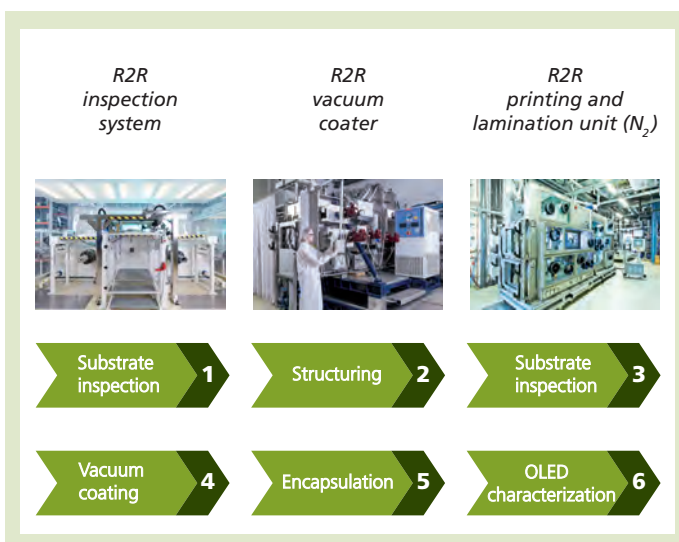 R2R
inspection
system
R2R
vacuum
coater
R2R
printing and
lamination unit (N₂)
Substrate
inspection
1
Structuring
2
Substrate
inspection
3
Vacuum
coating
4
Encapsulation
5
OLED
characterization
6